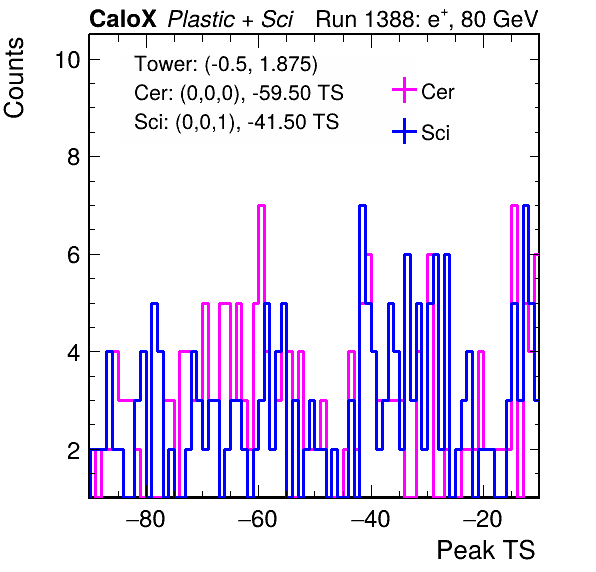 CaloX Plastic + Sci Run 1388: e⁺, 80 GeV
Counts
Tower: (-0.5, 1.875)
Cer: (0,0,0), -59.50 TS
Sci: (0,0,1), -41.50 TS
Cer
Sci
10
8
6
4
2
−80 −60 −40 −20
Peak TS